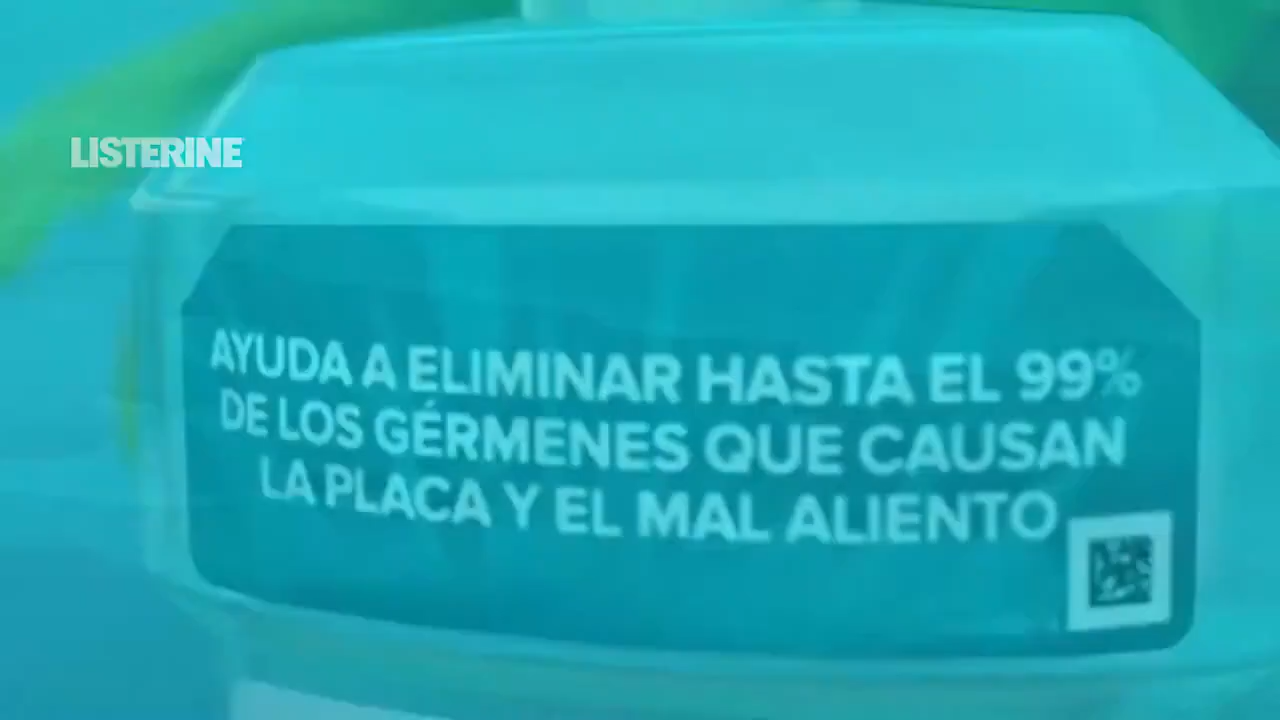 LISTERINE
AYUDA A ELIMINAR HASTA EL 99%
DE LOS GÉRMENES QUE CAUSAN
LA PLACA Y EL MAL ALIENTO